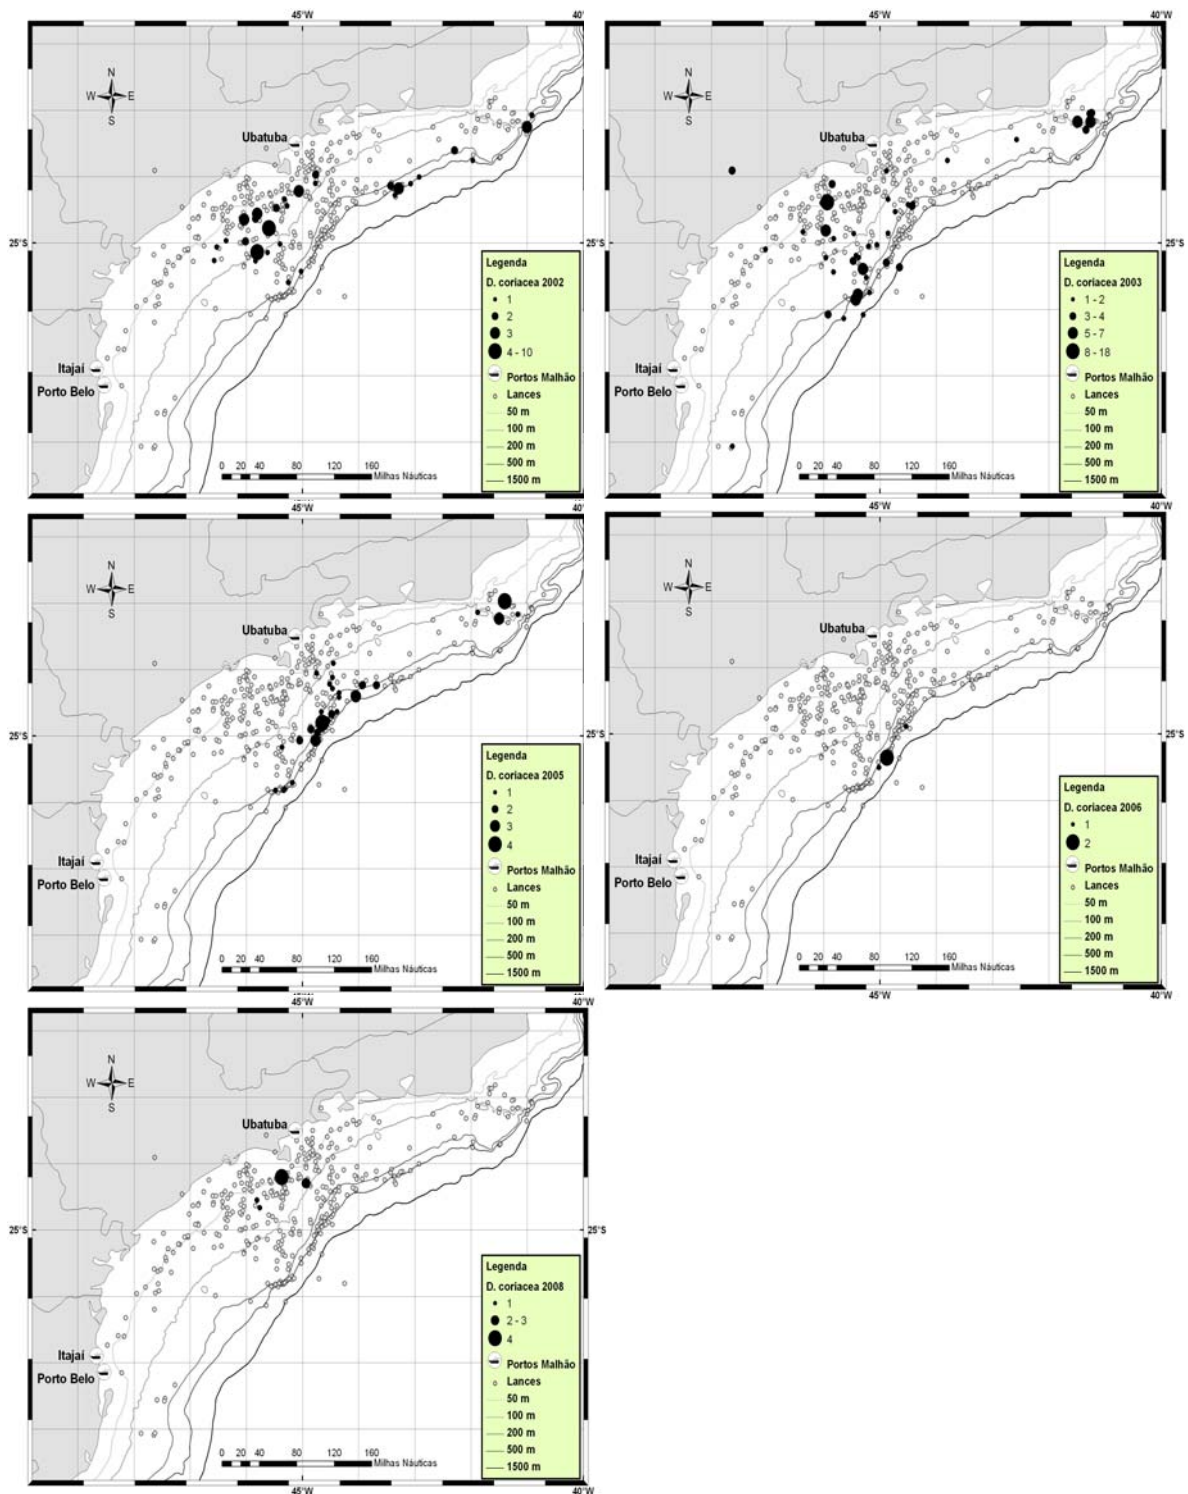 45°W
40°
N
W E
S
Ubatuba
25°S
Itajaí
Porto Belo
0 20 40 80 120 160
Milhas Náuticas
Legenda
D. coriacea 2002
1
2
3
4 - 10
Portos Malhão
Lances
50 m
100 m
200 m
500 m
1500 m
45°W
40°W
N
W E
S
Ubatuba
25°S
Itajaí
Porto Belo
0 20 40 80 120 160
Milhas Náuticas
Legenda
D. coriacea 2003
1 - 2
3 - 4
5 - 7
8 - 18
Portos Malhão
Lances
50 m
100 m
200 m
500 m
1500 m
45°W
40°
N
W E
S
Ubatuba
25°S
Itajaí
Porto Belo
0 20 40 80 120 160
Milhas Náuticas
Legenda
D. coriacea 2005
1
2
3
4
Portos Malhão
Lances
50 m
100 m
200 m
500 m
1500 m
45°W
40°W
N
W E
S
Ubatuba
25°S
Itajaí
Porto Belo
0 20 40 80 120 160
Milhas Náuticas
Legenda
D. coriacea 2006
1
2
Portos Malhão
Lances
50 m
100 m
200 m
500 m
1500 m
45°W
40°W
45°W
40°W
N
W E
S
Ubatuba
25°S
25°S
Itajaí
Porto Belo
0 20 40 80 120 160
Milhas Náuticas
Legenda
D. coriacea 2008
1
2 - 3
4
Portos Malhão
Lances
50 m
100 m
200 m
500 m
1500 m
45°W
40°W